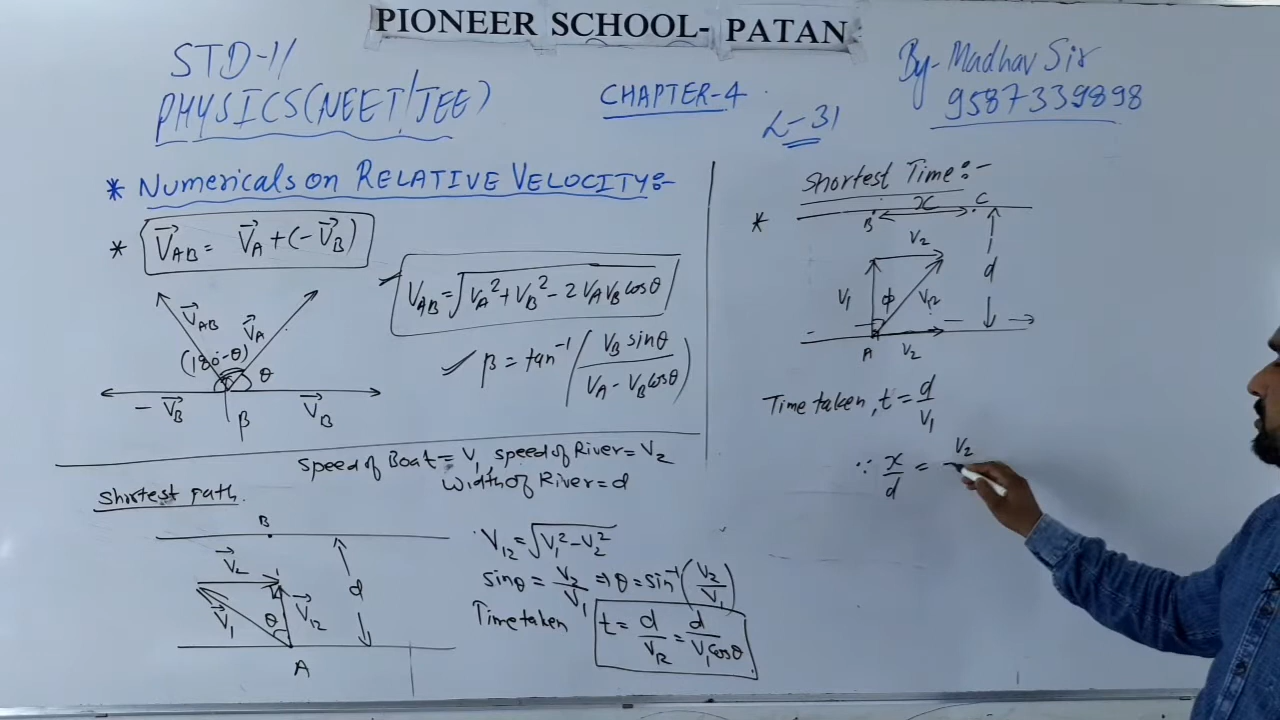 PIONEER SCHOOL- PATAN
STD-11
PHYSICS(NEET/JEE)
CHAPTER-4
L-31
By- Madhav Sir
9587339898
* Numericals on RELATIVE VELOCITY:-
* V⃗AB = V⃗A + (-V⃗B)
VAB = √(VA² + VB² - 2VAVB cosθ)
β = tan⁻¹(VB sinθ / (VA - VB cosθ))
V⃗AB
V⃗A
(180-θ)
θ
- V⃗B
β
V⃗B
Speed of Boat = V1, speed of River = V2
Width of River = d
Shortest path.
B
V⃗2
V⃗1
θ
V⃗12
d
A
V12 = √(V1² - V2²)
sinθ = V2/V1 ⇒ θ = sin⁻¹(V2/V1)
Time taken
t = d/V12 = d/(V1 cosθ)
Shortest Time:-
*
B
x
C
V2
V1
φ
V12
d
A
V2
Time taken, t = d/V1
∵ x/d = V2